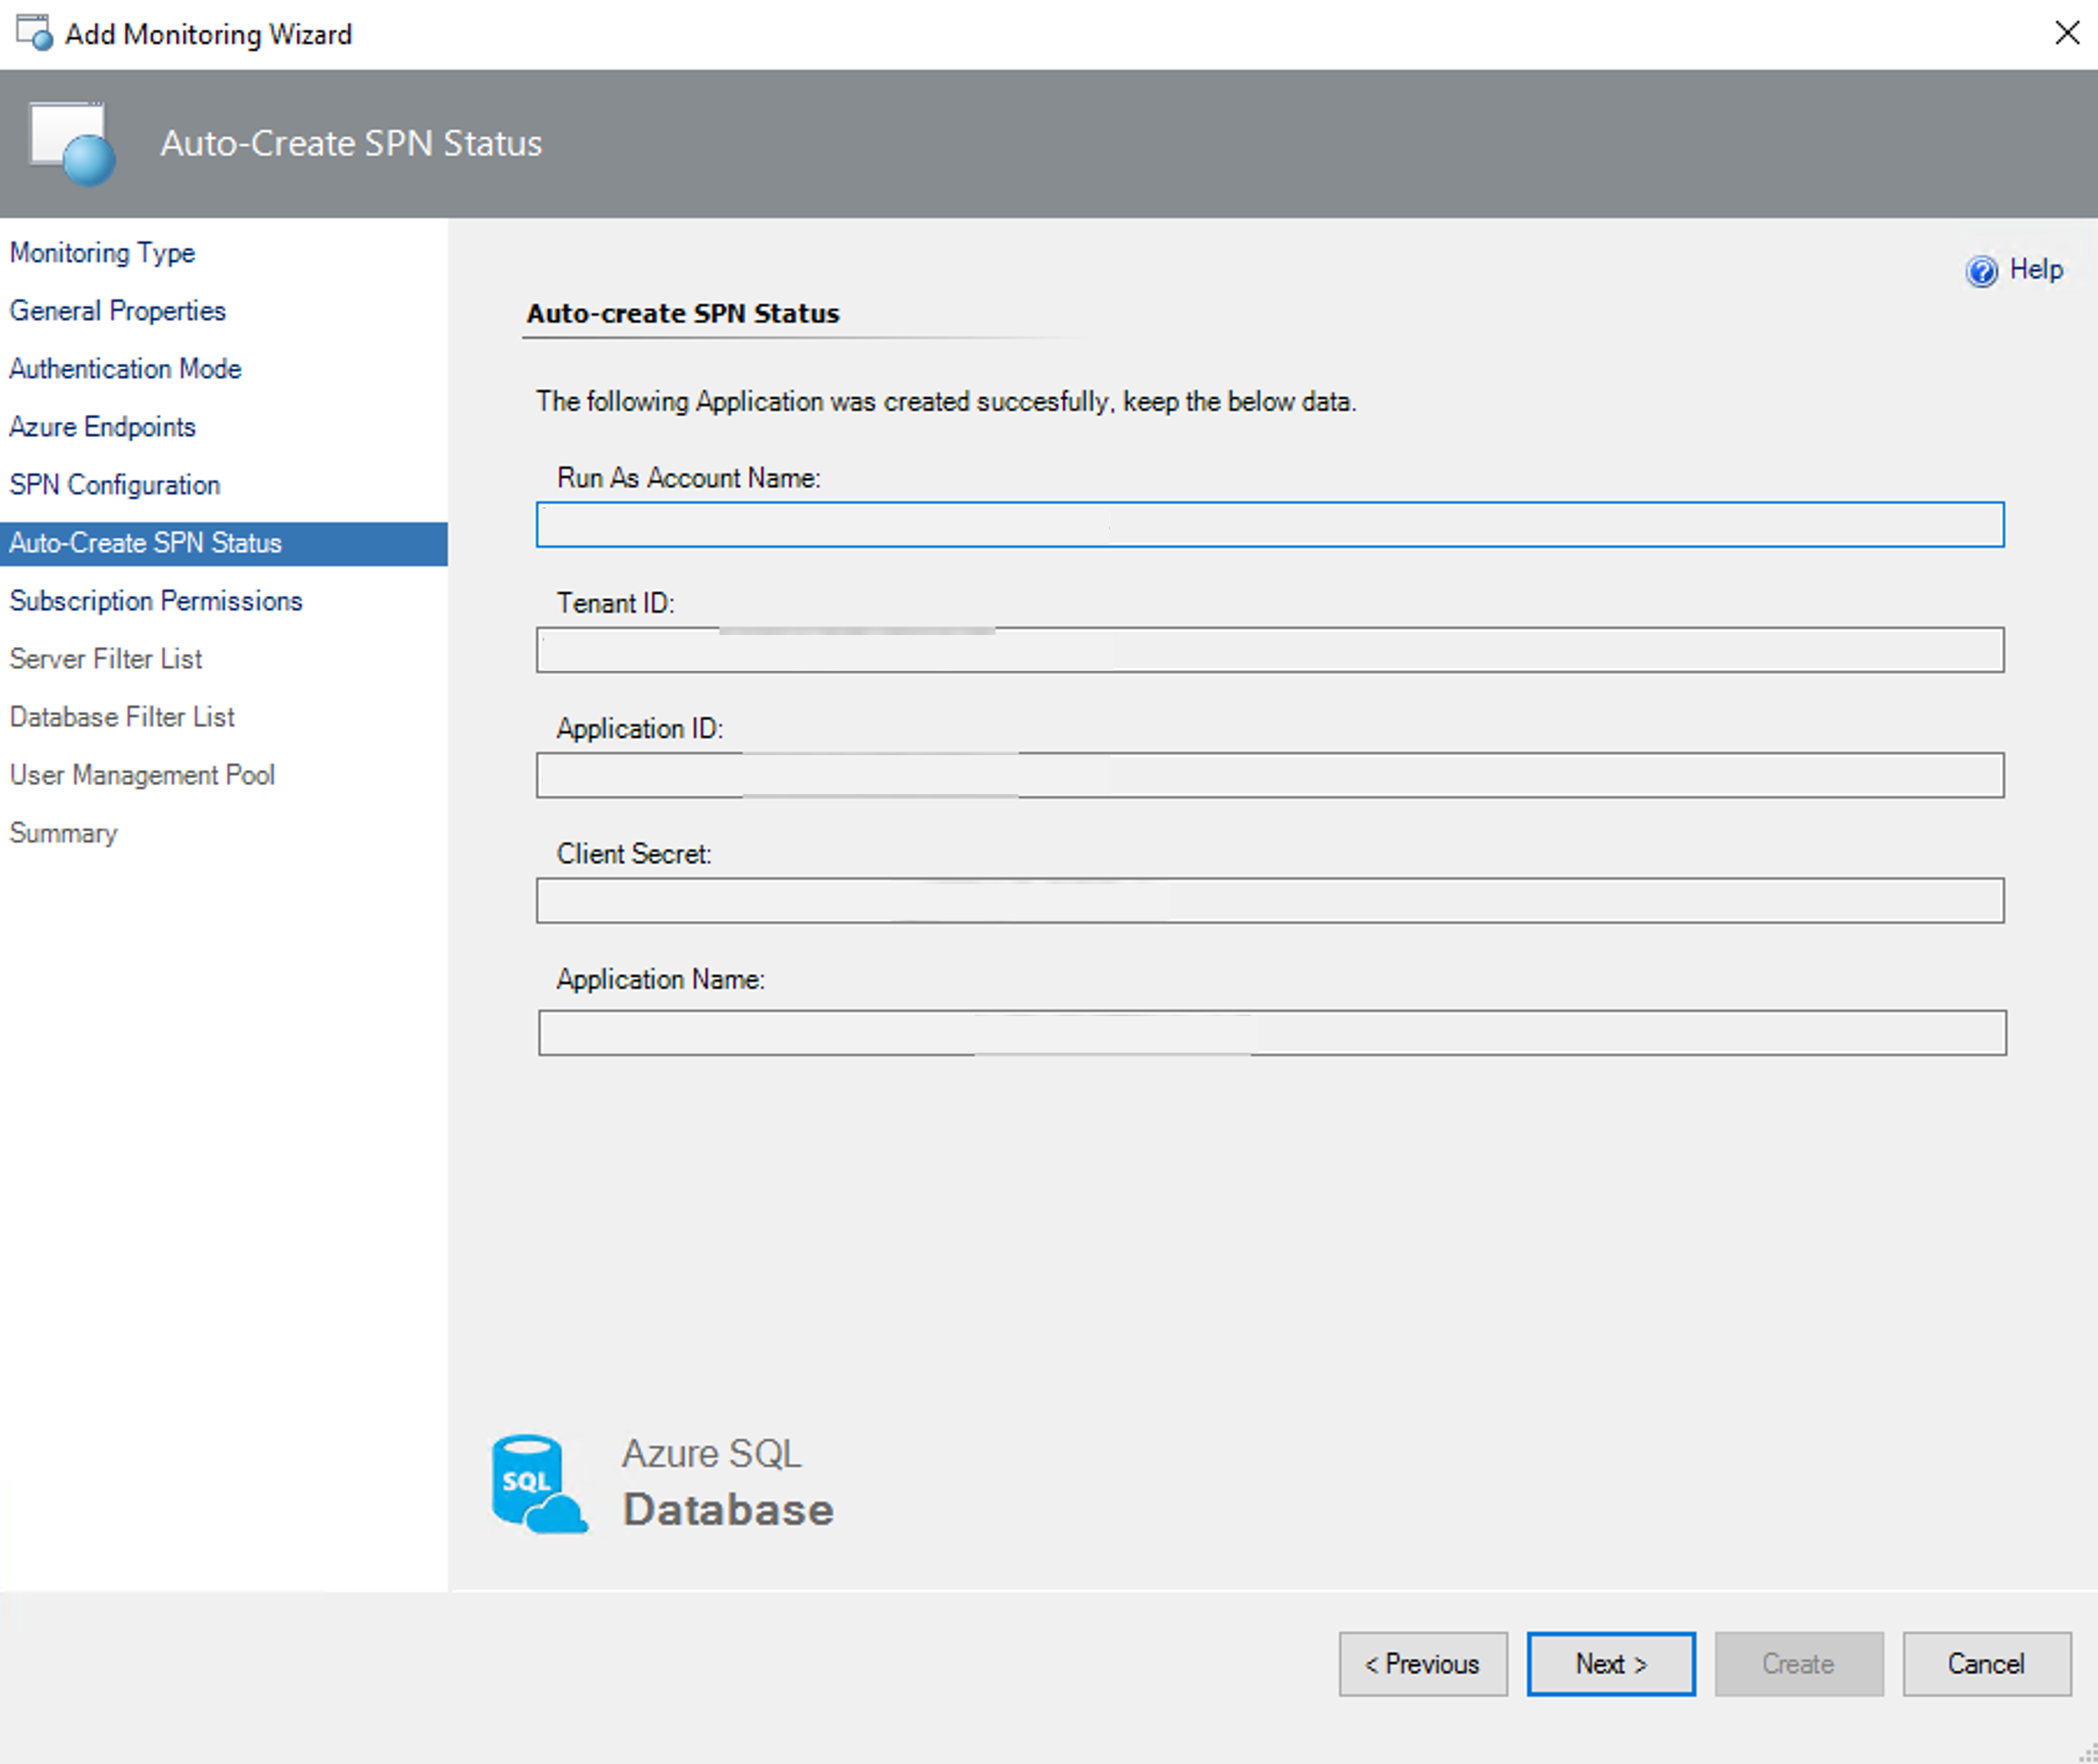 Add Monitoring Wizard
Auto-Create SPN Status
Monitoring Type
General Properties
Authentication Mode
Azure Endpoints
SPN Configuration
Auto-Create SPN Status
Subscription Permissions
Server Filter List
Database Filter List
User Management Pool
Summary
Help
Auto-create SPN Status
The following Application was created succesfully, keep the below data.
Run As Account Name:
Tenant ID:
Application ID:
Client Secret:
Application Name:
SQL
Azure SQL
Database
< Previous
Next >
Create
Cancel